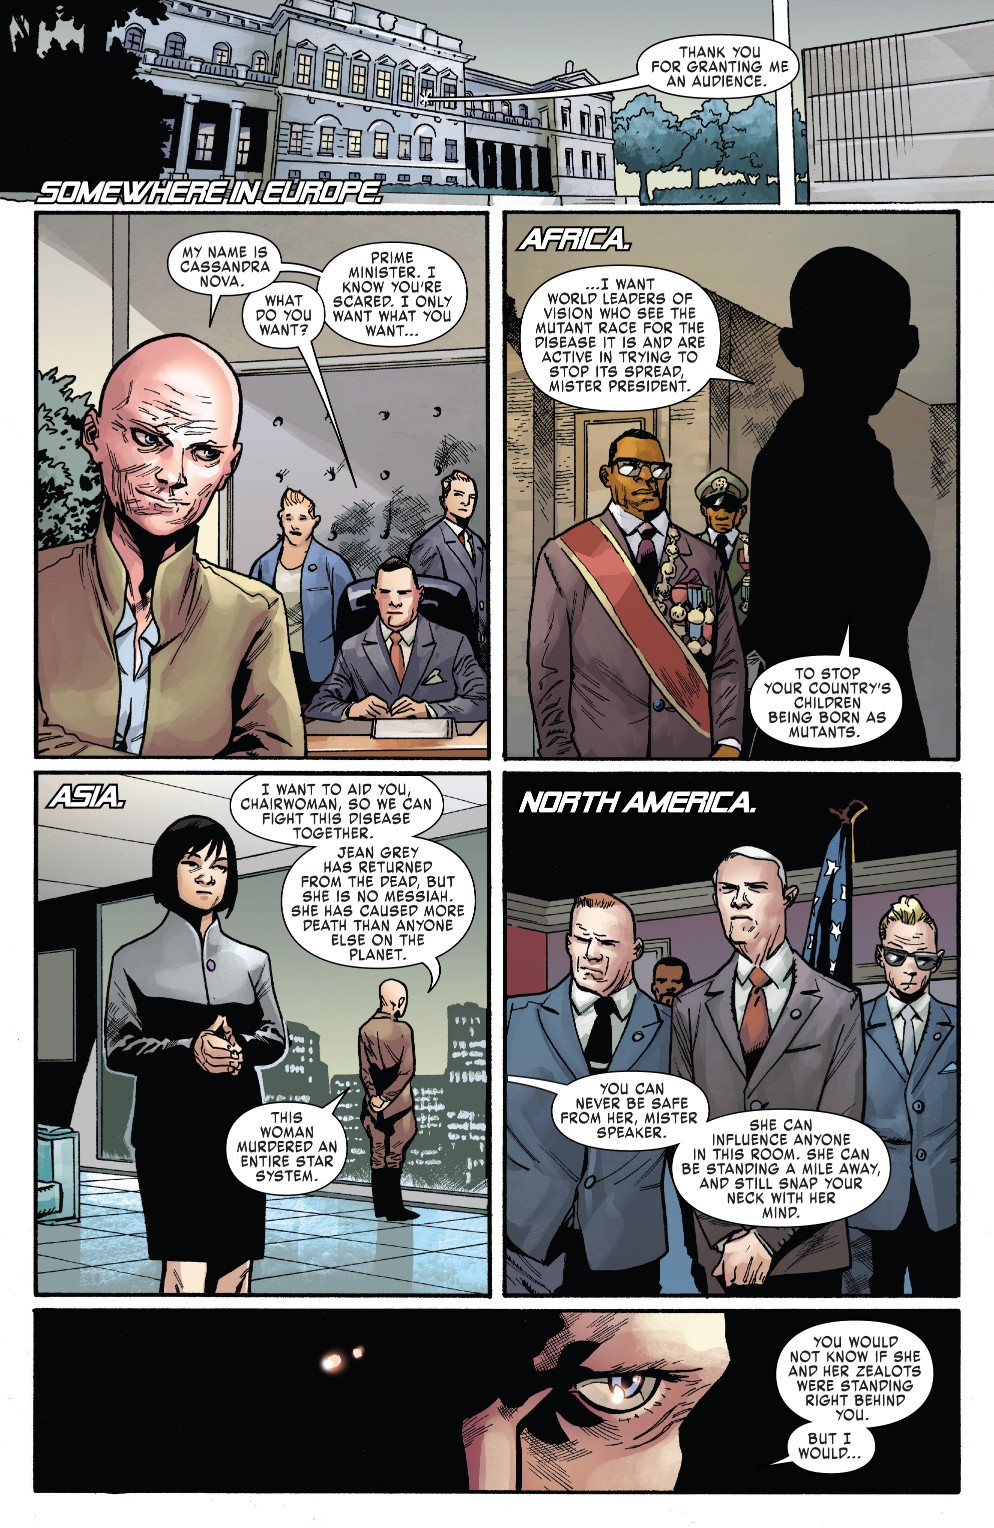 THANK YOU
FOR GRANTING ME
AN AUDIENCE.
SOMEWHERE IN EUROPE.
MY NAME IS
CASSANDRA
NOVA.
WHAT
DO YOU
WANT?
PRIME
MINISTER. I
KNOW YOU'RE
SCARED. I ONLY
WANT WHAT YOU
WANT...
AFRICA.
...I WANT
WORLD LEADERS OF
VISION WHO SEE THE
MUTANT RACE FOR THE
DISEASE IT IS AND ARE
ACTIVE IN TRYING TO
STOP ITS SPREAD,
MISTER PRESIDENT.
TO STOP
YOUR COUNTRY'S
CHILDREN
BEING BORN AS
MUTANTS.
ASIA.
I WANT TO AID YOU,
CHAIRWOMAN, SO WE CAN
FIGHT THIS DISEASE
TOGETHER.
JEAN GREY
HAS RETURNED
FROM THE DEAD, BUT
SHE IS NO MESSIAH.
SHE HAS CAUSED MORE
DEATH THAN ANYONE
ELSE ON THE
PLANET.
THIS
WOMAN
MURDERED AN
ENTIRE STAR
SYSTEM.
NORTH AMERICA.
YOU CAN
NEVER BE SAFE
FROM HER, MISTER
SPEAKER.
SHE CAN
INFLUENCE ANYONE
IN THIS ROOM. SHE CAN
BE STANDING A MILE AWAY,
AND STILL SNAP YOUR
NECK WITH HER
MIND.
YOU WOULD
NOT KNOW IF SHE
AND HER ZEALOTS
WERE STANDING
RIGHT BEHIND
YOU.
BUT I
WOULD...